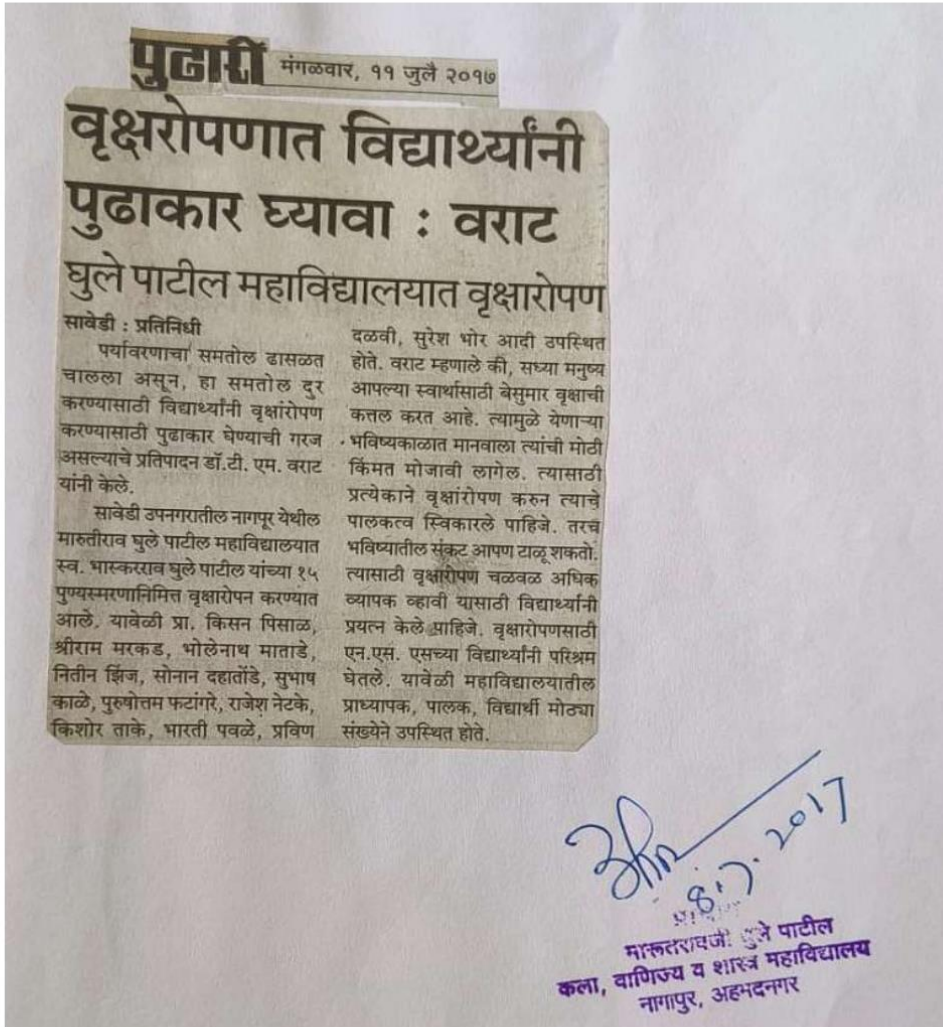 पुढारी मंगळवार, ११ जुलै २०१७
वृक्षरोपणात विद्यार्थ्यांनी
पुढाकार घ्यावा : वराट
घुले पाटील महाविद्यालयात वृक्षारोपण
सावेडी : प्रतिनिधी
पर्यावरणाचा समतोल ढासळत
चालला असून, हा समतोल दुर
करण्यासाठी विद्यार्थ्यांनी वृक्षांरोपण
करण्यासाठी पुढाकार घेण्याची गरज
असल्याचे प्रतिपादन डॉ.टी. एम. वराट
यांनी केले.
सावेडी उपनगरातील नागपूर येथील
मारुतीराव घुले पाटील महाविद्यालयात
स्व. भास्करराव घुले पाटील यांच्या १५
पुण्यस्मरणानिमित्त वृक्षारोपन करण्यात
आले. यावेळी प्रा. किसन पिसाळ,
श्रीराम मरकड, भोलेनाथ माताडे,
नितीन झिंज, सोनान दहातोंडे, सुभाष
काळे, पुरुषोत्तम फटांगरे, राजेश नेटके,
किशोर ताके, भारती पवळे, प्रविण
दळवी, सुरेश भोर आदी उपस्थित
होते. वराट म्हणाले की, सध्या मनुष्य
आपल्या स्वार्थासाठी बेसुमार वृक्षाची
कत्तल करत आहे. त्यामुळे येणाऱ्या
भविष्यकाळात मानवाला त्यांची मोठी
किंमत मोजावी लागेल. त्यासाठी
प्रत्येकाने वृक्षांरोपण करुन त्याचे
पालकत्व स्विकारले पाहिजे. तरच
भविष्यातील संकट आपण टाळू शकतो.
त्यासाठी वृक्षारोपण चळवळ अधिक
व्यापक व्हावी यासाठी विद्यार्थ्यांनी
प्रयत्न केले पाहिजे. वृक्षारोपणसाठी
एन.एस. एसच्या विद्यार्थ्यांनी परिश्रम
घेतले. यावेळी महाविद्यालयातील
प्राध्यापक, पालक, विद्यार्थी मोठ्या
संख्येने उपस्थित होते.
8.7.2017
मारूतरावजी घुले पाटील
कला, वाणिज्य व शास्त्र महाविद्यालय
नागापुर, अहमदनगर